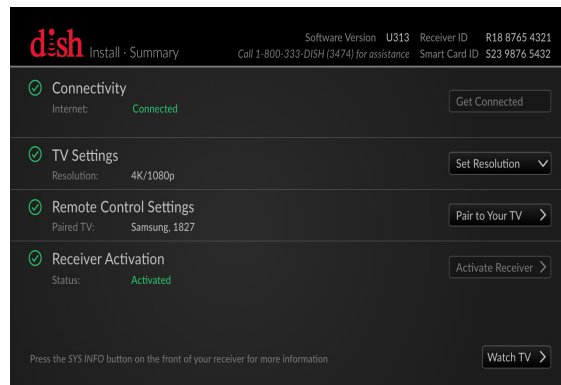 dish Install · Summary
Software Version U313 Receiver ID R18 8765 4321
Call 1-800-333-DISH (3474) for assistance Smart Card ID S23 9876 5432
Connectivity
Internet: Connected
Get Connected
TV Settings
Resolution: 4K/1080p
Set Resolution
Remote Control Settings
Paired TV: Samsung, 1827
Pair to Your TV
Receiver Activation
Status: Activated
Activate Receiver
Press the SYS INFO button on the front of your receiver for more information
Watch TV